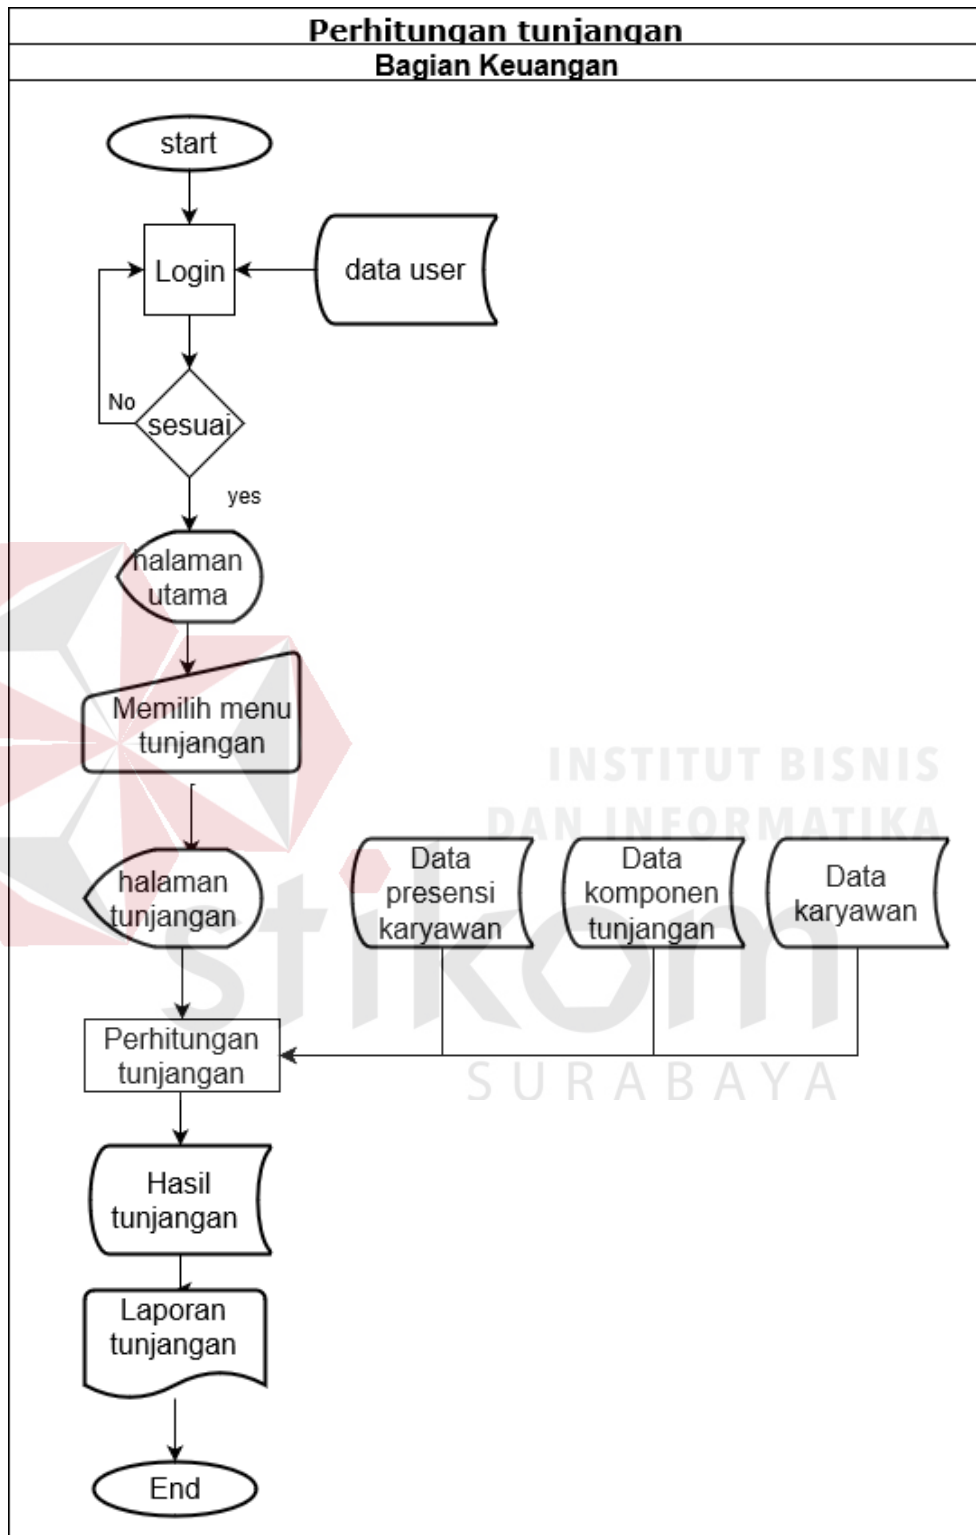 Perhitungan tunjangan
Bagian Keuangan
start
Login
data user
No
sesuai
yes
halaman
utama
Memilih menu
tunjangan
INSTITUT BISNIS
DAN INFORMATIKA
stikom
SURABAYA
halaman
tunjangan
Data
presensi
karyawan
Data
komponen
tunjangan
Data
karyawan
Perhitungan
tunjangan
Hasil
tunjangan
Laporan
tunjangan
End